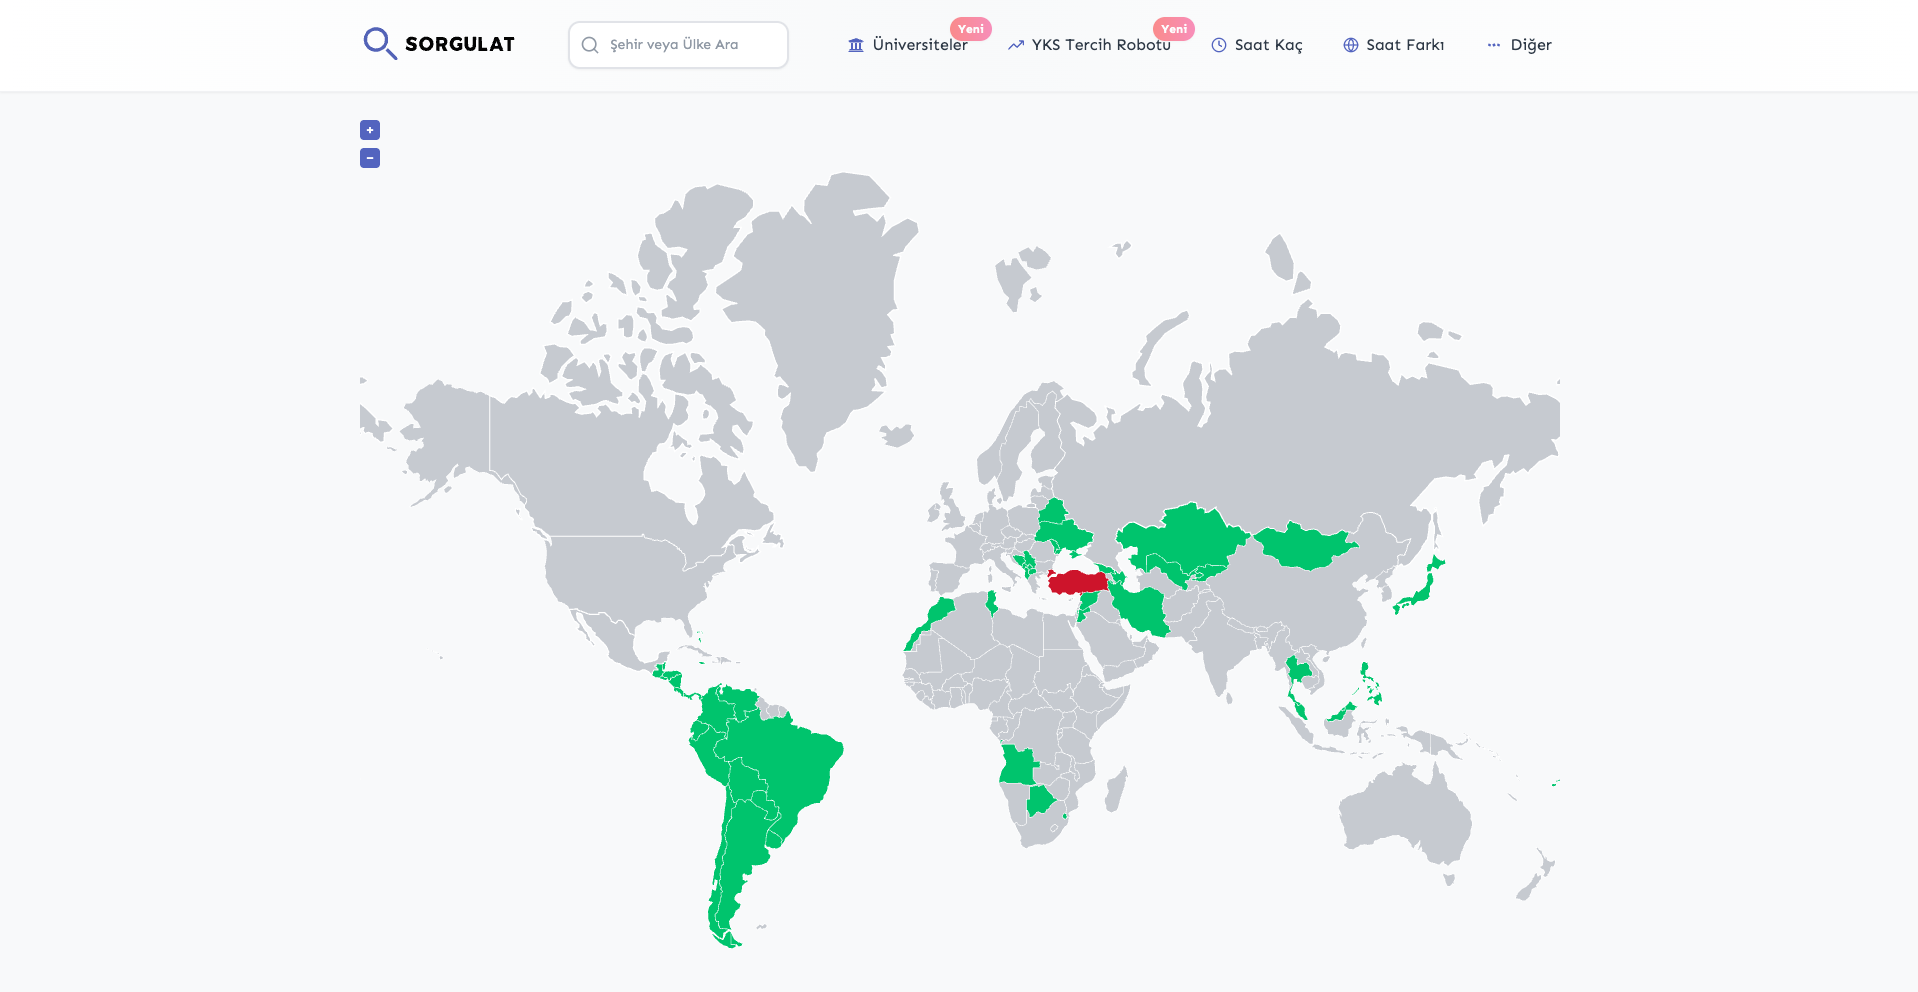 SORGULAT
Şehir veya Ülke Ara
Üniversiteler
Yeni
YKS Tercih Robotu
Yeni
Saat Kaç
Saat Farkı
Diğer
+
−